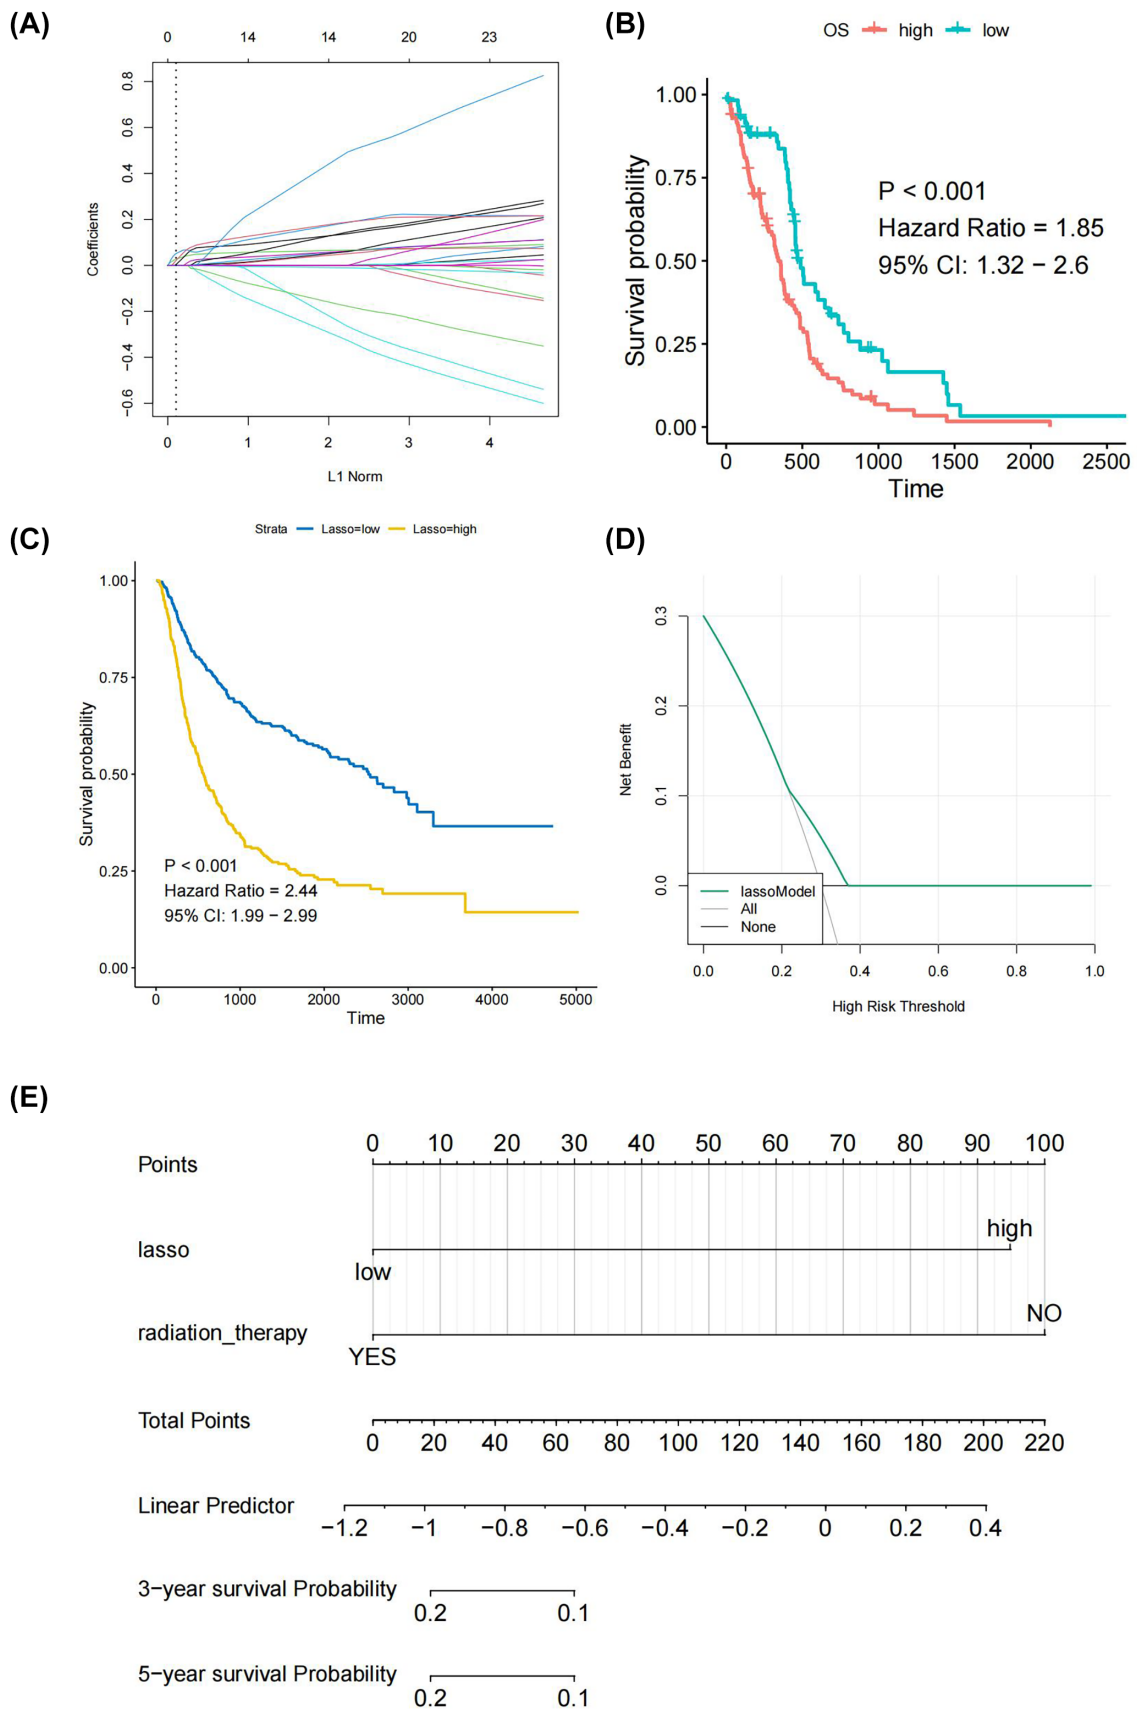 (A)
0 14 14 20 23
0.8
0.6
0.4
0.2
0.0
−0.2
−0.4
−0.6
Coefficients
0 1 2 3 4
L1 Norm
(B)
OS high low
1.00
0.75
0.50
0.25
0.00
Survival probability
P < 0.001
Hazard Ratio = 1.85
95% CI: 1.32 − 2.6
0 500 1000 1500 2000 2500
Time
(C)
Strata Lasso=low Lasso=high
1.00
0.75
0.50
0.25
0.00
Survival probability
P < 0.001
Hazard Ratio = 2.44
95% CI: 1.99 − 2.99
0 1000 2000 3000 4000 5000
Time
(D)
0.3
0.2
0.1
0.0
Net Benefit
lassoModel
All
None
0.0 0.2 0.4 0.6 0.8 1.0
High Risk Threshold
(E)
0 10 20 30 40 50 60 70 80 90 100
Points
high
lasso
low
NO
radiation_therapy
YES
Total Points
0 20 40 60 80 100 120 140 160 180 200 220
Linear Predictor
−1.2 −1 −0.8 −0.6 −0.4 −0.2 0 0.2 0.4
3−year survival Probability
0.2 0.1
5−year survival Probability
0.2 0.1